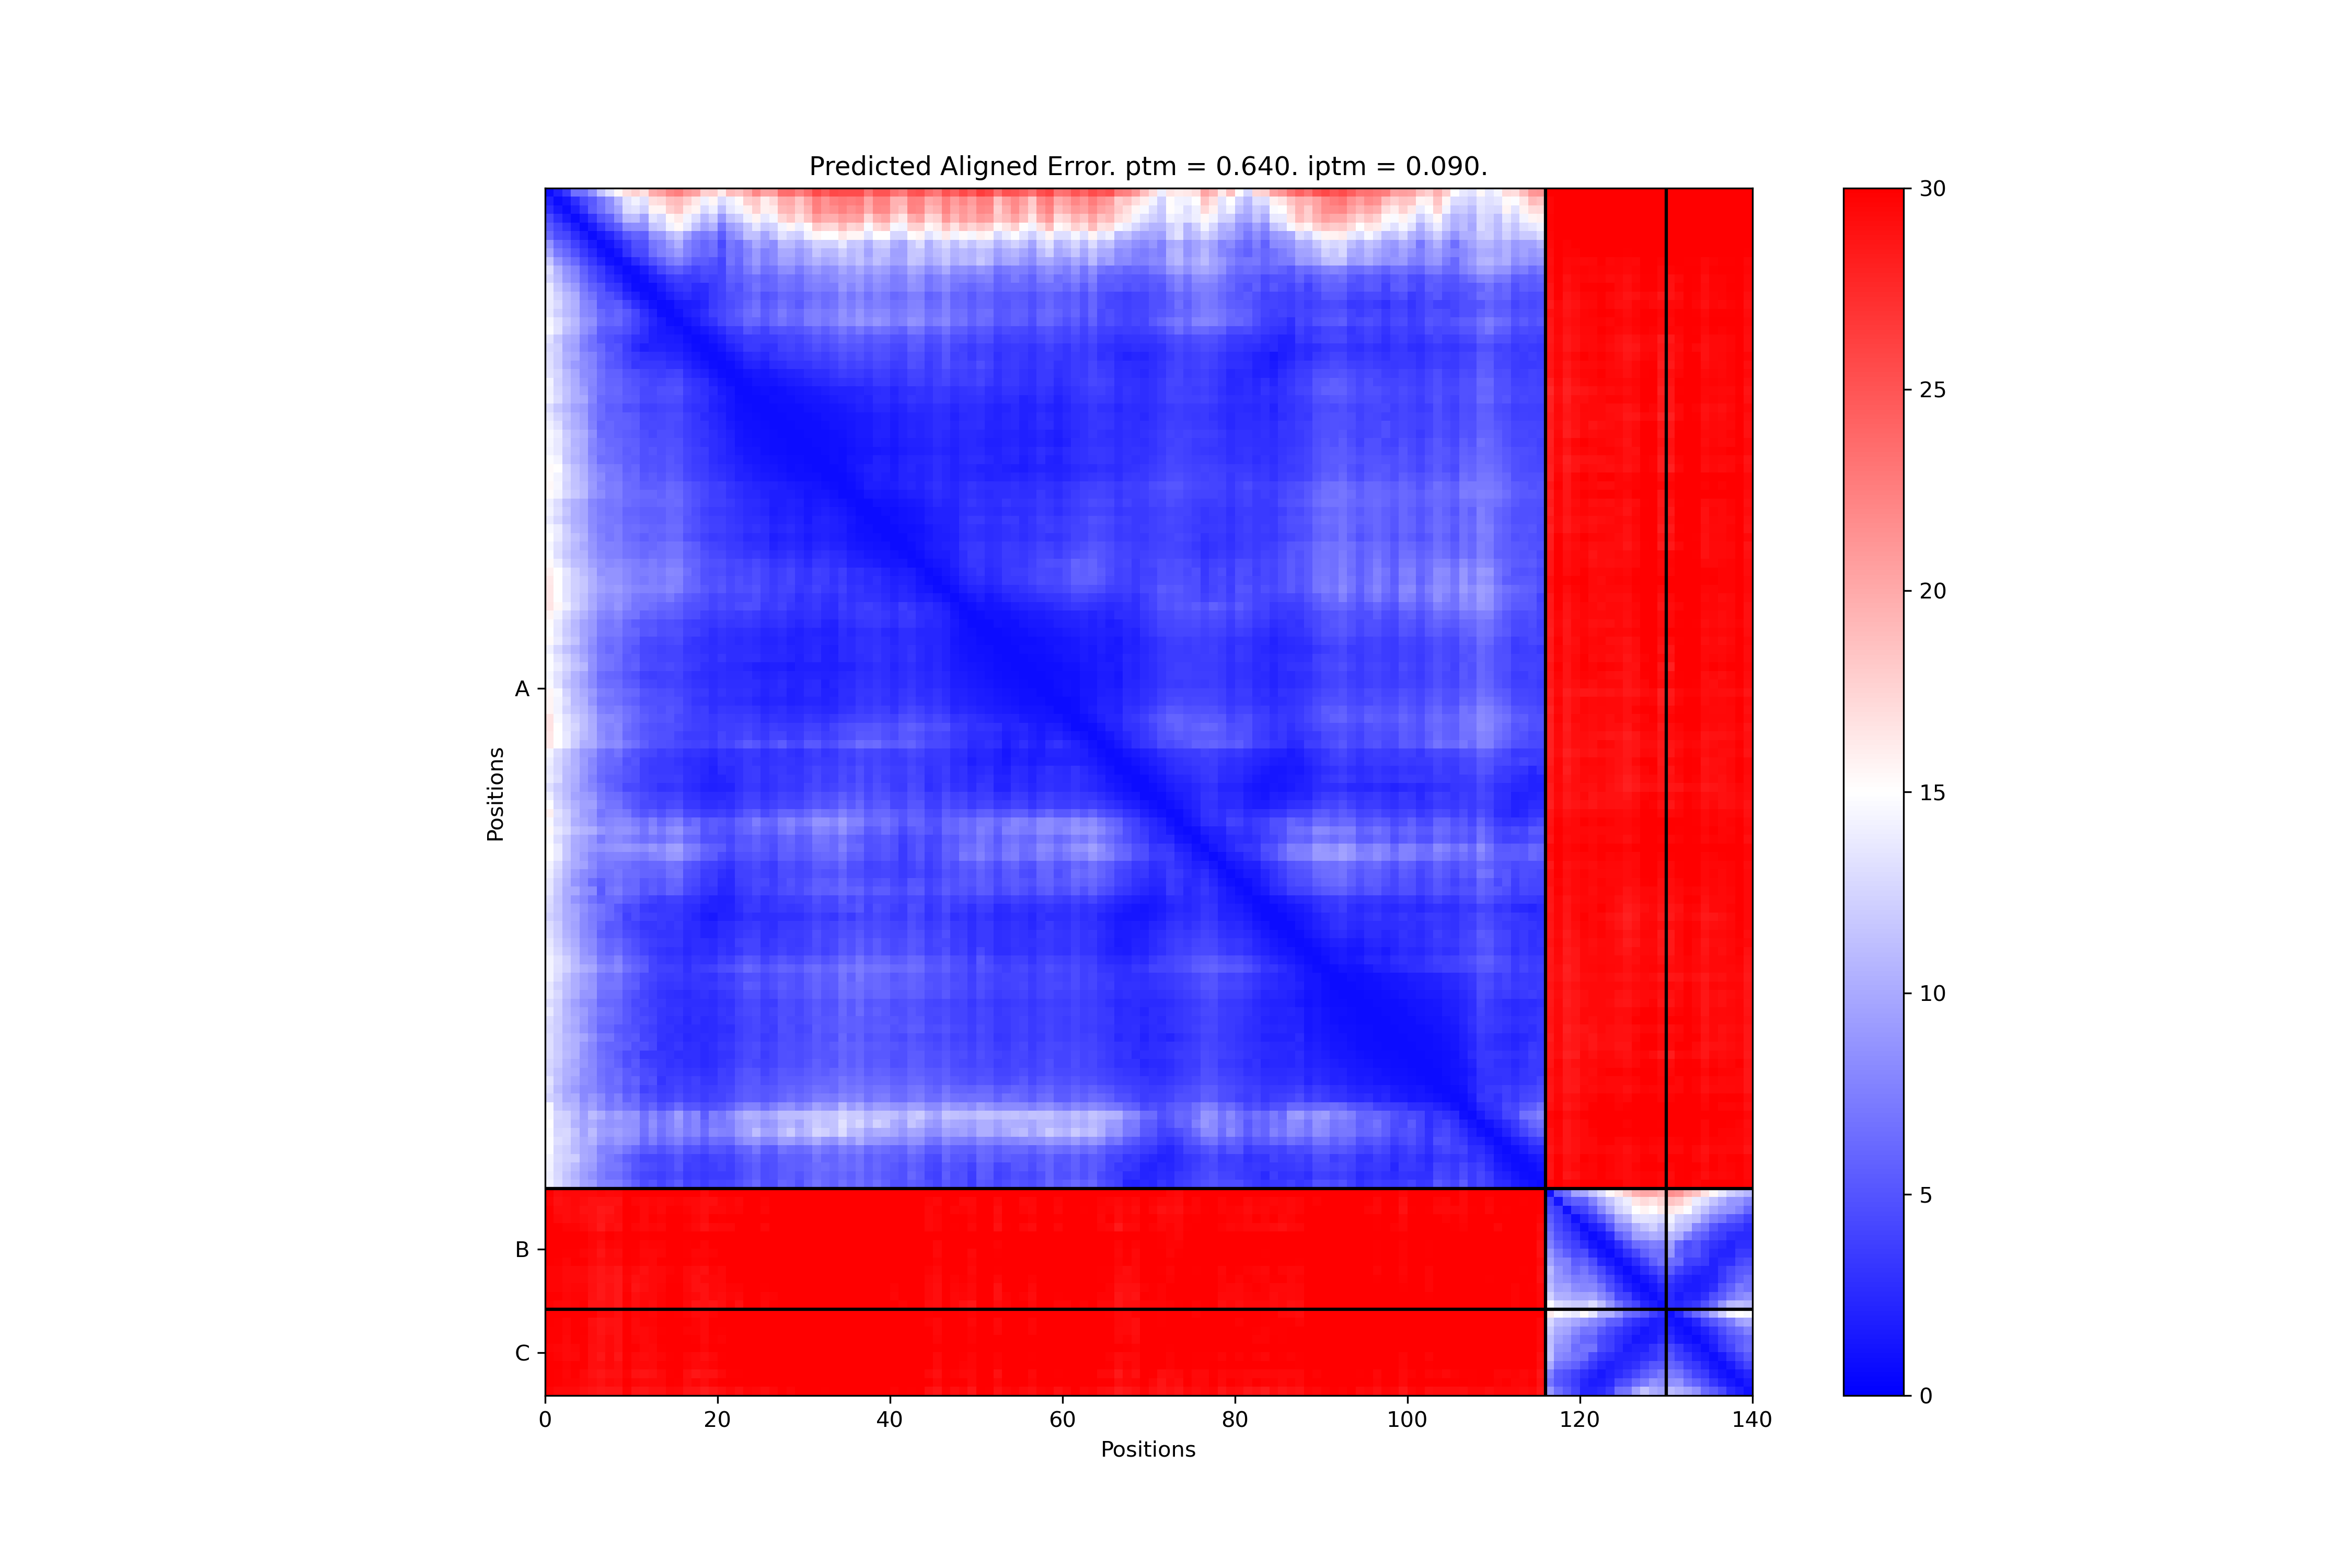 Predicted Aligned Error. ptm = 0.640. iptm = 0.090.
30
25
20
15
10
5
0
A
B
C
Positions
0 20 40 60 80 100 120 140
Positions